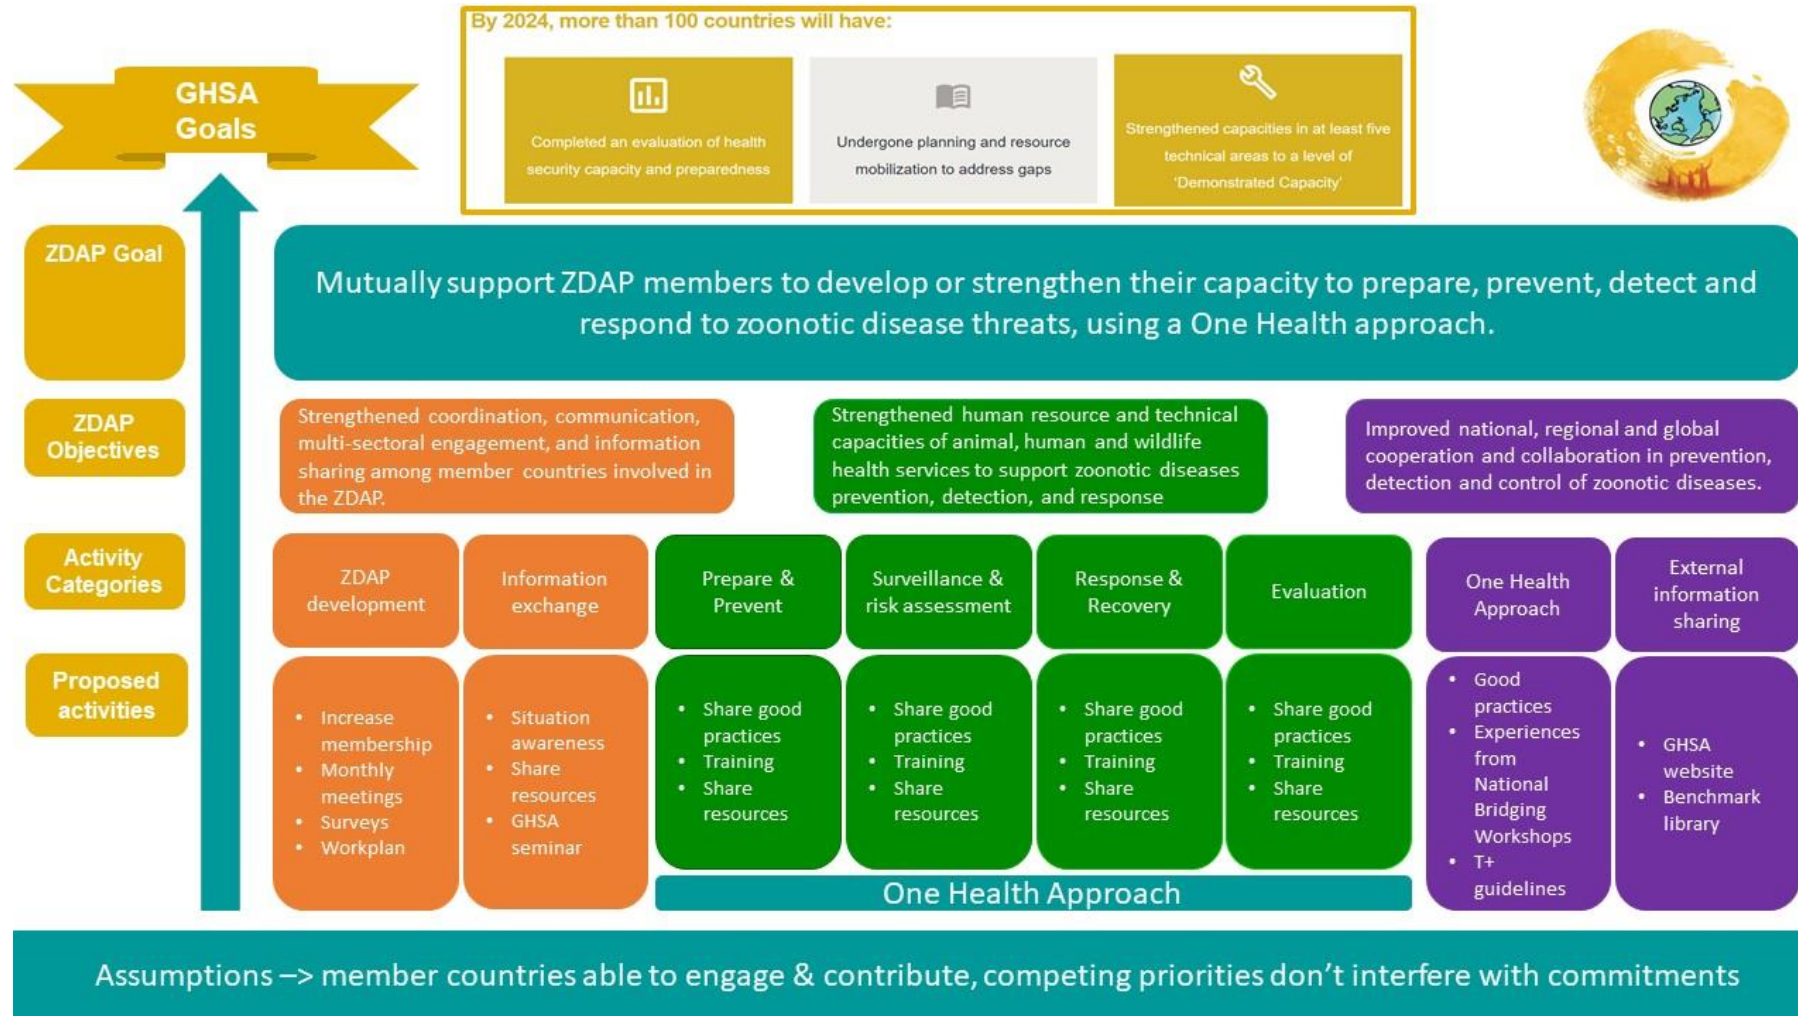 By 2024, more than 100 countries will have:
GHSA
Goals
Completed an evaluation of health
security capacity and preparedness
Undergone planning and resource
mobilization to address gaps
Strengthened capacities in at least five
technical areas to a level of
'Demonstrated Capacity'
ZDAP Goal
Mutually support ZDAP members to develop or strengthen their capacity to prepare, prevent, detect and
respond to zoonotic disease threats, using a One Health approach.
ZDAP
Objectives
Strengthened coordination, communication,
multi-sectoral engagement, and information
sharing among member countries involved in
the ZDAP.
Strengthened human resource and technical
capacities of animal, human and wildlife
health services to support zoonotic diseases
prevention, detection, and response
Improved national, regional and global
cooperation and collaboration in prevention,
detection and control of zoonotic diseases.
Activity
Categories
ZDAP
development
Information
exchange
Prepare &
Prevent
Surveillance &
risk assessment
Response &
Recovery
Evaluation
One Health
Approach
External
information
sharing
Proposed
activities
• Increase
membership
• Monthly
meetings
• Surveys
• Workplan
• Situation
awareness
• Share
resources
• GHSA
seminar
• Share good
practices
• Training
• Share
resources
• Share good
practices
• Training
• Share
resources
• Share good
practices
• Training
• Share
resources
• Share good
practices
• Training
• Share
resources
• Good
practices
• Experiences
from
National
Bridging
Workshops
• T+
guidelines
• GHSA
website
• Benchmark
library
One Health Approach
Assumptions –> member countries able to engage & contribute, competing priorities don't interfere with commitments